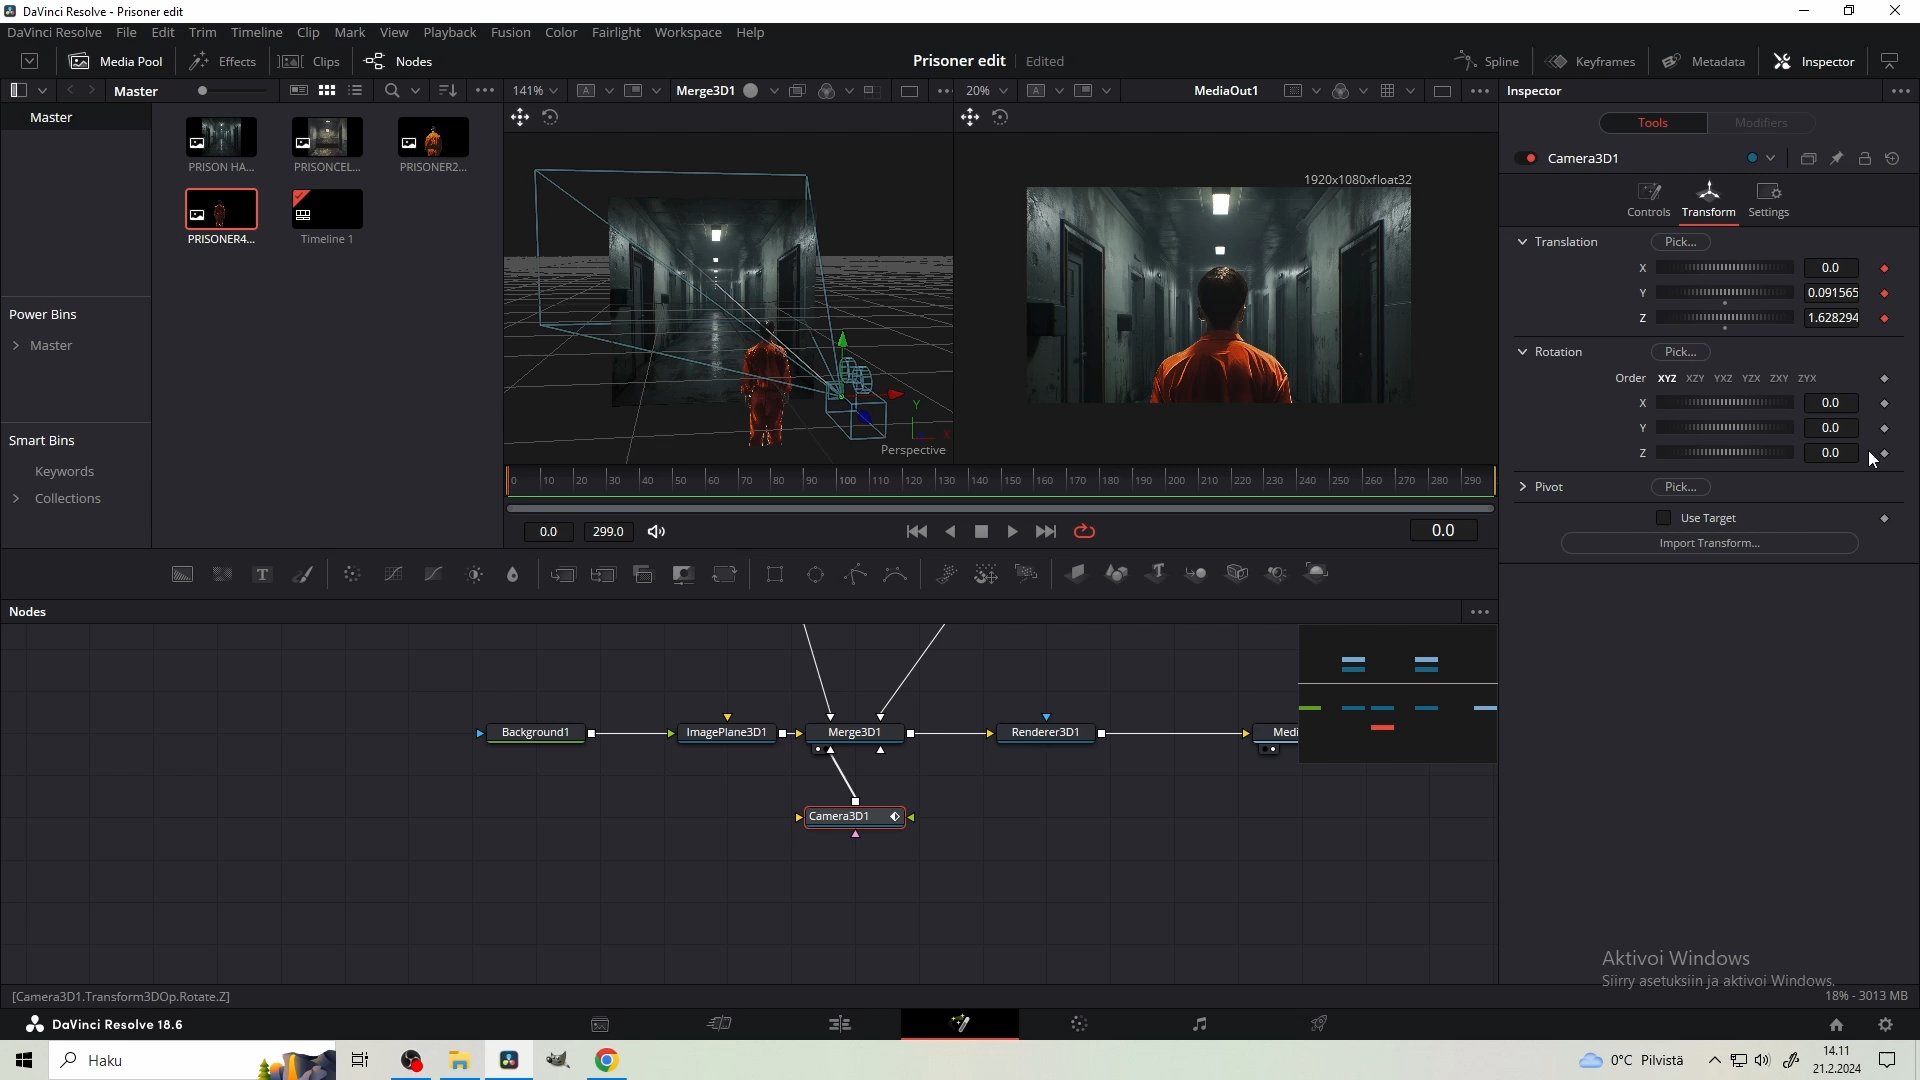 DaVinci Resolve - Prisoner edit
DaVinci Resolve File Edit Trim Timeline Clip Mark View Playback Fusion Color Fairlight Workspace Help
Media Pool Effects Clips Nodes Prisoner edit Edited Spline Keyframes Metadata Inspector
Master 141% A Merge3D1 20% A MediaOut1 Inspector
Master
Tools Modifiers
PRISON HA... PRISONCEL... PRISONER2...
Camera3D1
1920x1080xfloat32
Controls Transform Settings
PRISONER4... Timeline 1
Translation Pick...
X 0.0
Y 0.091565
Z 1.628294
Power Bins
Master
Rotation Pick...
Order XYZ XZY YXZ YZX ZXY ZYX
X 0.0
Y 0.0
Z 0.0
Y
X
Perspective
Smart Bins
Keywords
Collections
0 10 20 30 40 50 60 70 80 90 100 110 120 130 140 150 160 170 180 190 200 210 220 230 240 250 260 270 280 290
Pivot Pick...
Use Target
Import Transform...
0.0 299.0 0.0
T T
Nodes
Background1 ImagePlane3D1 Merge3D1 Renderer3D1 Medi
Camera3D1
Aktivoi Windows
Siirry asetuksiin ja aktivoi Windows.
[Camera3D1.Transform3DOp.Rotate.Z]
18% - 3013 MB
DaVinci Resolve 18.6
Haku
0°C Pilvistä
14.11
21.2.2024